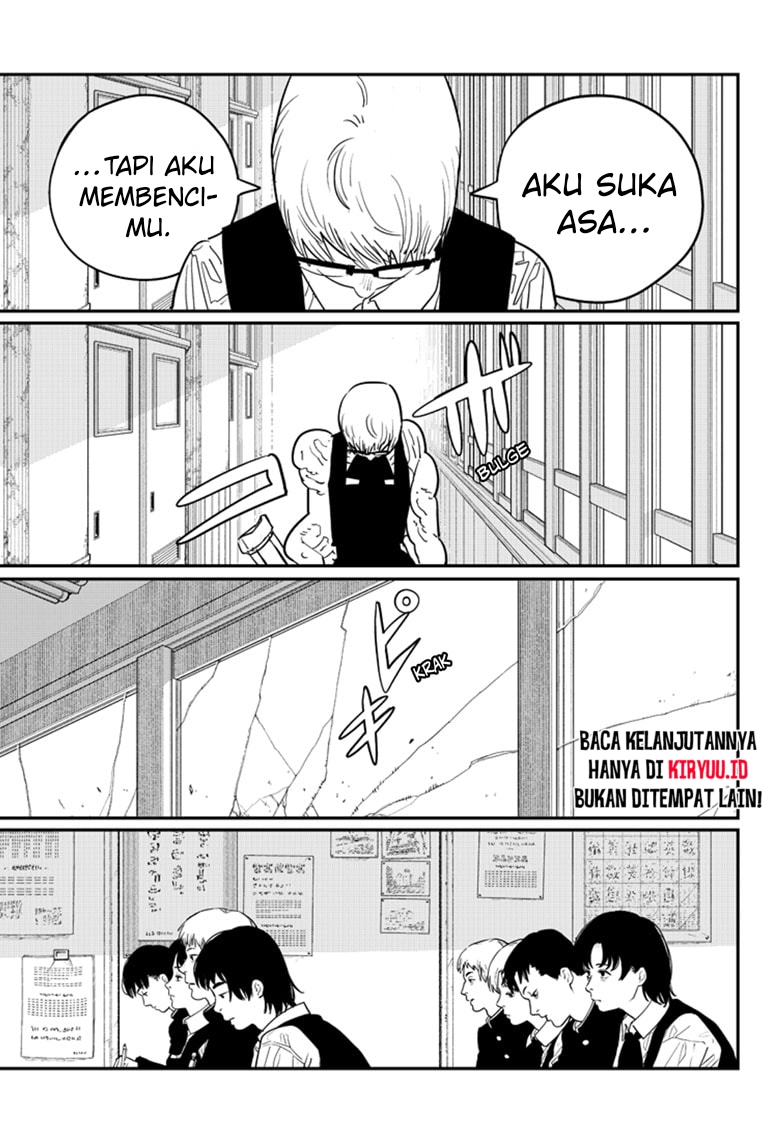 AKU SUKA
ASA...
...TAPI AKU
MEMBENCI-
MU.
BULGE
KRAK
BACA KELANJUTANNYA
HANYA DI KIRYUU.ID
BUKAN DITEMPAT LAIN!